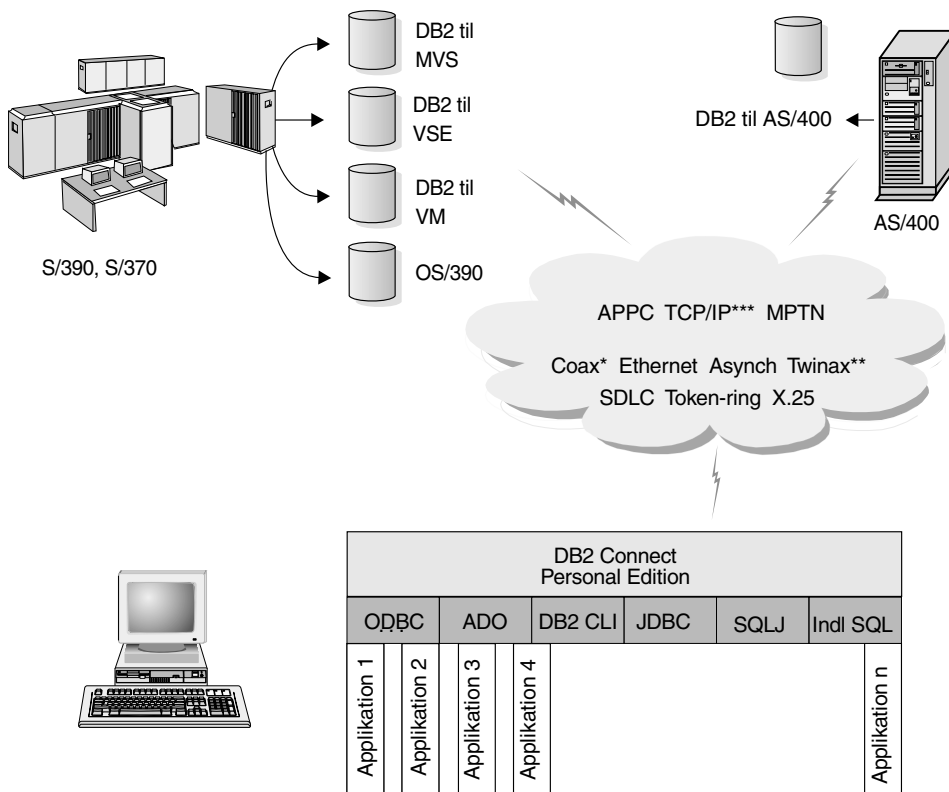 DB2 til
MVS
DB2 til
VSE
DB2 til
VM
OS/390
S/390, S/370
DB2 til AS/400
AS/400
APPC TCP/IP*** MPTN
Coax* Ethernet Asynch Twinax**
SDLC Token-ring X.25
DB2 Connect
Personal Edition
ODBC ADO DB2 CLI JDBC SQLJ Indl SQL
Applikation 1
Applikation 2
Applikation 3
Applikation 4
Applikation n